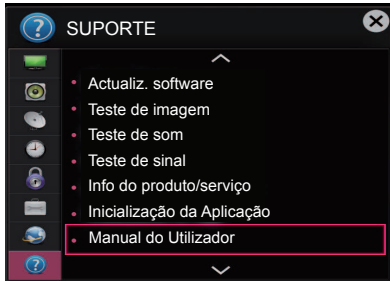 SUPORTE
Actualiz. software
Teste de imagem
Teste de som
Teste de sinal
Info do produto/serviço
Inicialização da Aplicação
Manual do Utilizador